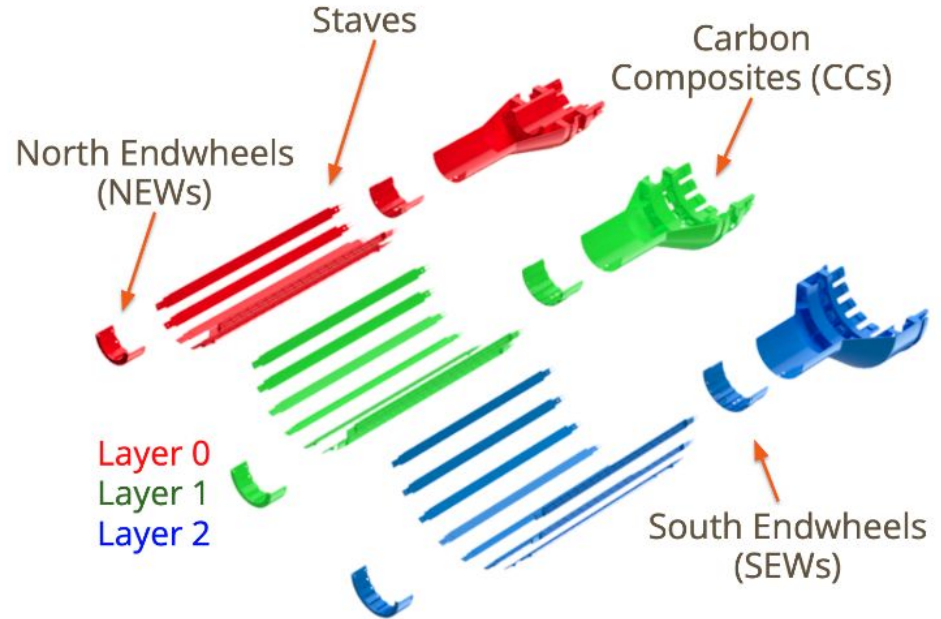 Staves
Carbon
Composites (CCs)
North Endwheels
(NEWs)
Layer 0
Layer 1
Layer 2
South Endwheels
(SEWs)